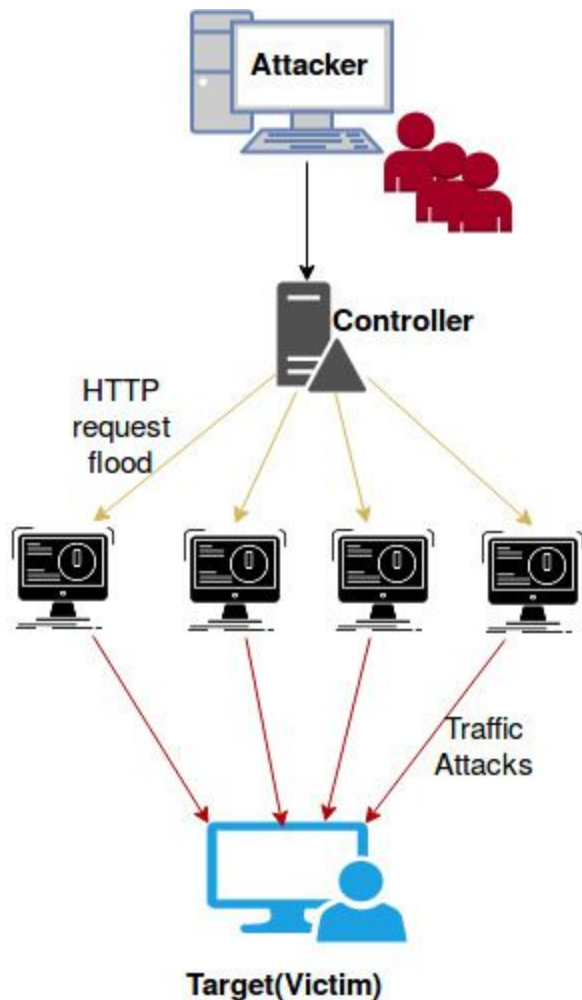 Attacker
Controller
HTTP
request
flood
Traffic
Attacks
Target(Victim)